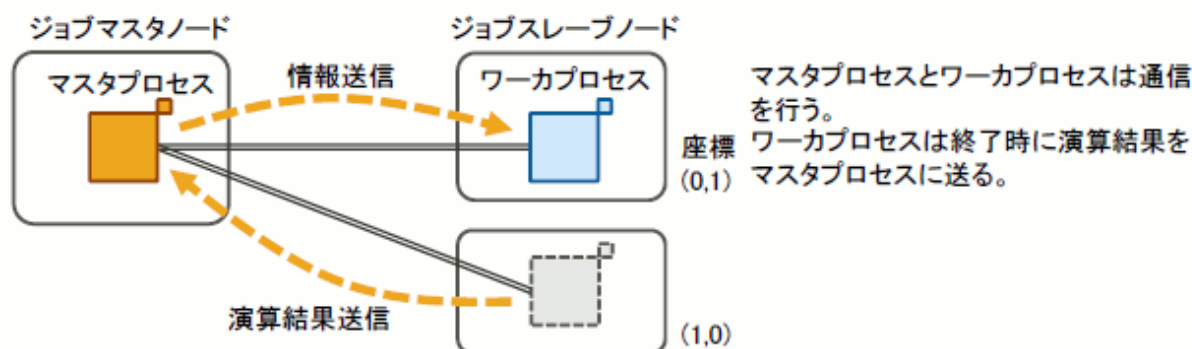 ジョブマスタノード
ジョブスレーブノード
マスタプロセス
情報送信
ワーカプロセス
座標
(0,1)
マスタプロセスとワーカプロセスは通信
を行う。
ワーカプロセスは終了時に演算結果を
マスタプロセスに送る。
演算結果送信
(1,0)